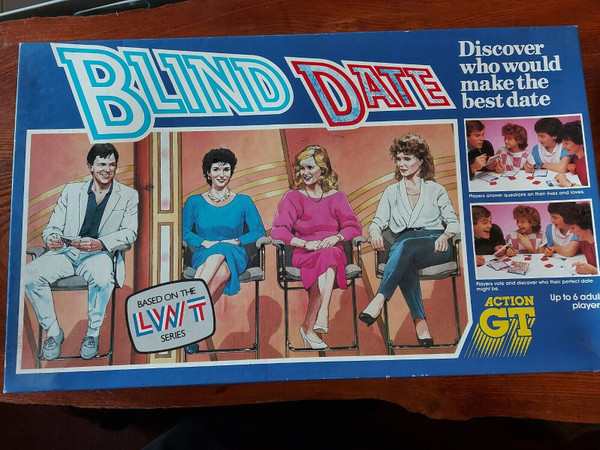 BLIND DATE
Discover
who would
make the
best date
Players answer questions on their lives and loves.
Players vote and discover who their perfect date
might be.
BASED ON THE
LWT
SERIES
ACTION
GT
Up to 6 adult
player